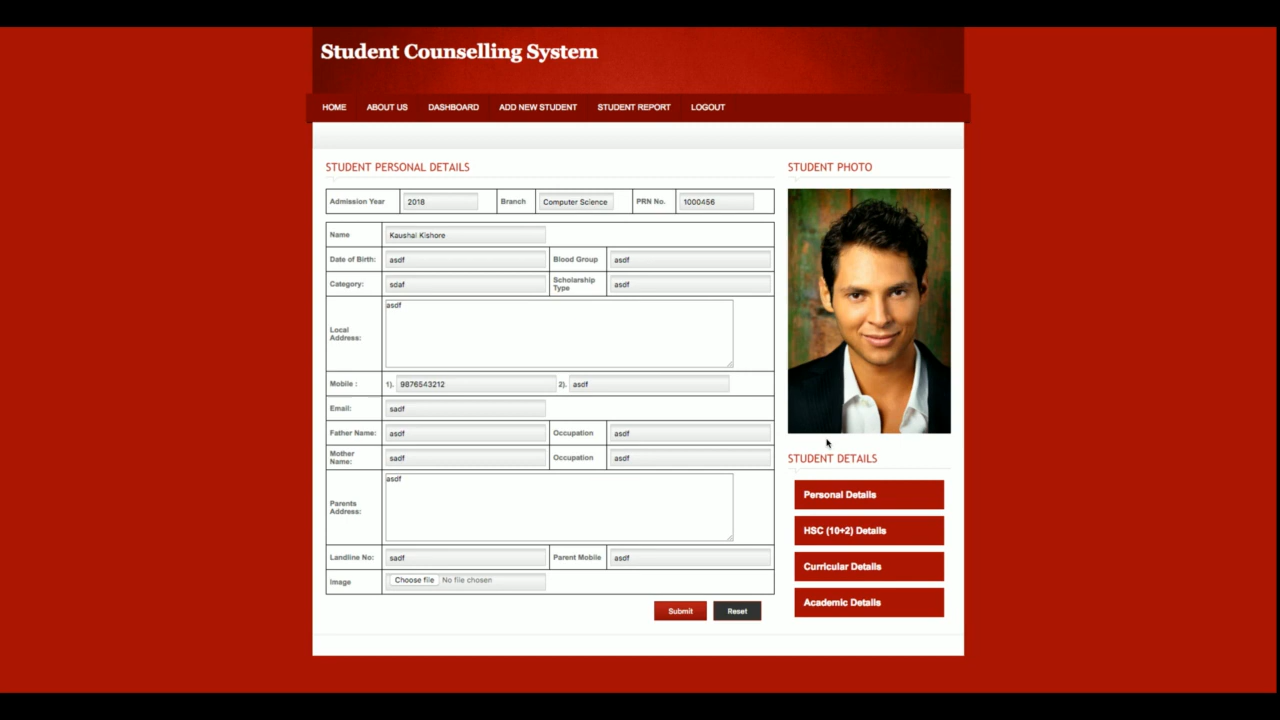 Student Counselling System
HOME ABOUT US DASHBOARD ADD NEW STUDENT STUDENT REPORT LOGOUT
STUDENT PERSONAL DETAILS
Admission Year 2018 Branch Computer Science PRN No. 1000456
Name Kaushal Kishore
Date of Birth: asdf Blood Group asdf
Category: sdaf Scholarship Type asdf
Local Address: asdf
Mobile : 1). 9876543212 2). asdf
Email: sadf
Father Name: asdf Occupation asdf
Mother Name: sadf Occupation asdf
Parents Address: asdf
Landline No: sadf Parent Mobile asdf
Image Choose file No file chosen
Submit Reset
STUDENT PHOTO
STUDENT DETAILS
Personal Details
HSC (10+2) Details
Curricular Details
Academic Details